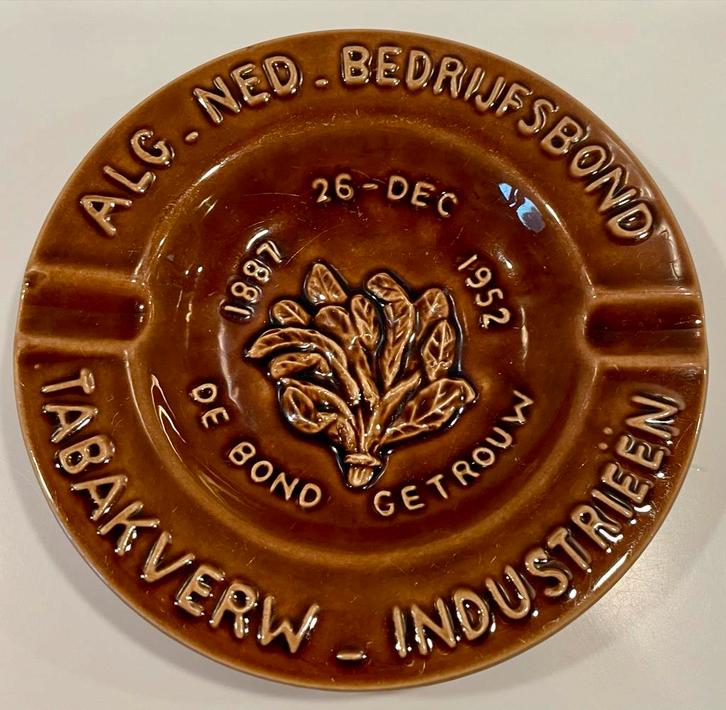 ALG. NED. BEDRIJFSBOND
TABAKVERW. INDUSTRIEËN
26-DEC
1887
1952
DE BOND GETROUW